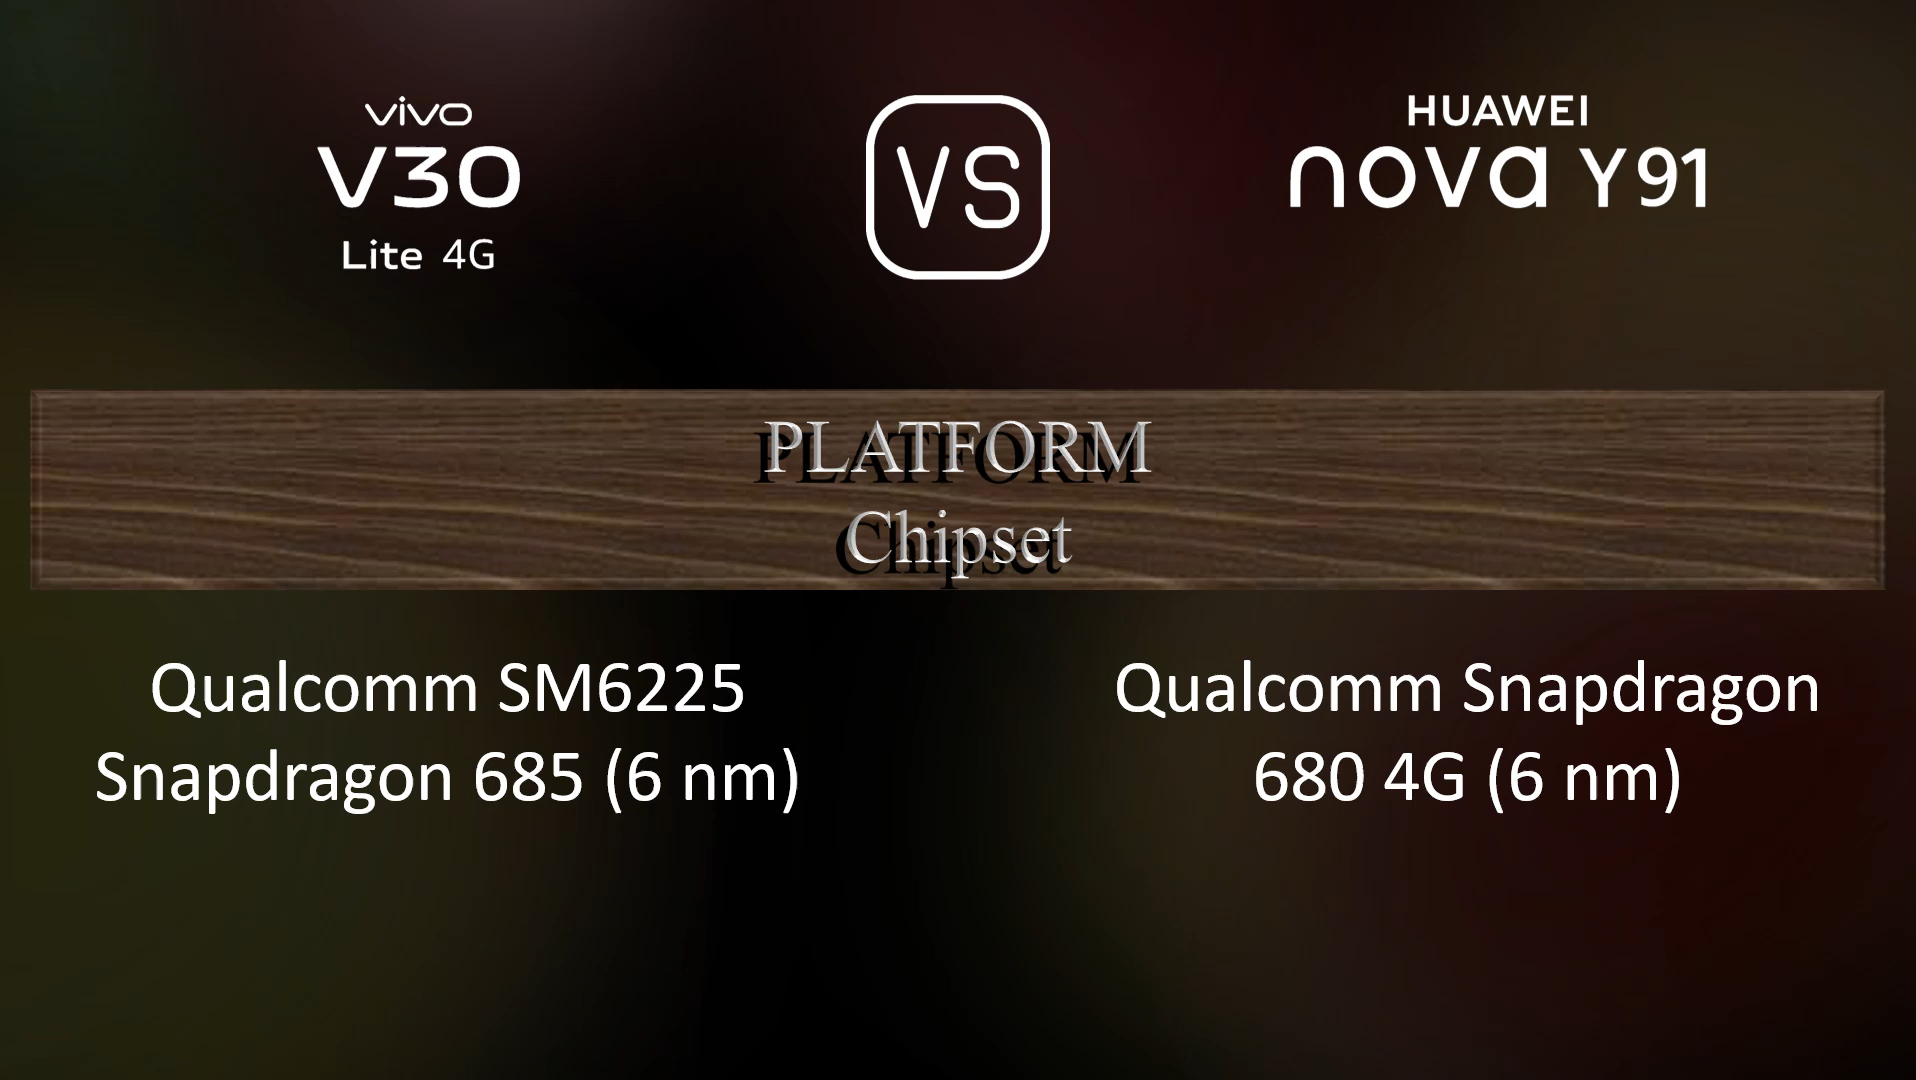 vivo
V30
Lite 4G
VS
HUAWEI
nova Y91
PLATFORM
Chipset
Qualcomm SM6225
Snapdragon 685 (6 nm)
Qualcomm Snapdragon
680 4G (6 nm)